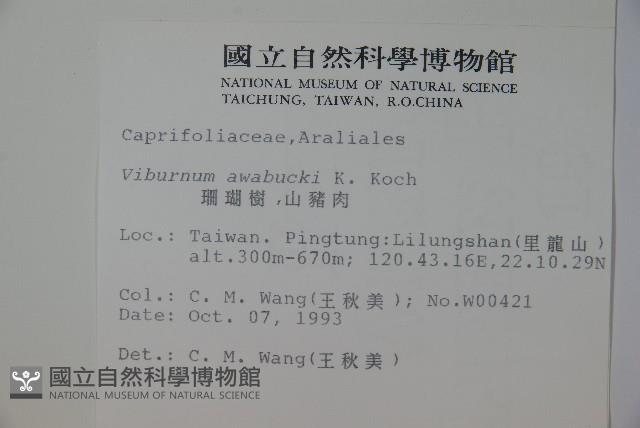 國立自然科學博物館
NATIONAL MUSEUM OF NATURAL SCIENCE
TAICHUNG, TAIWAN, R.O.CHINA
Caprifoliaceae,Araliales
Viburnum awabucki K. Koch
珊瑚樹,山豬肉
Loc.: Taiwan. Pingtung:Lilungshan(里龍山)
alt.300m-670m; 120.43.16E,22.10.29N
Col.: C. M. Wang(王秋美); No.W00421
Date: Oct. 07, 1993
Det.: C. M. Wang(王秋美)
國立自然科學博物館
NATIONAL MUSEUM OF NATURAL SCIENCE